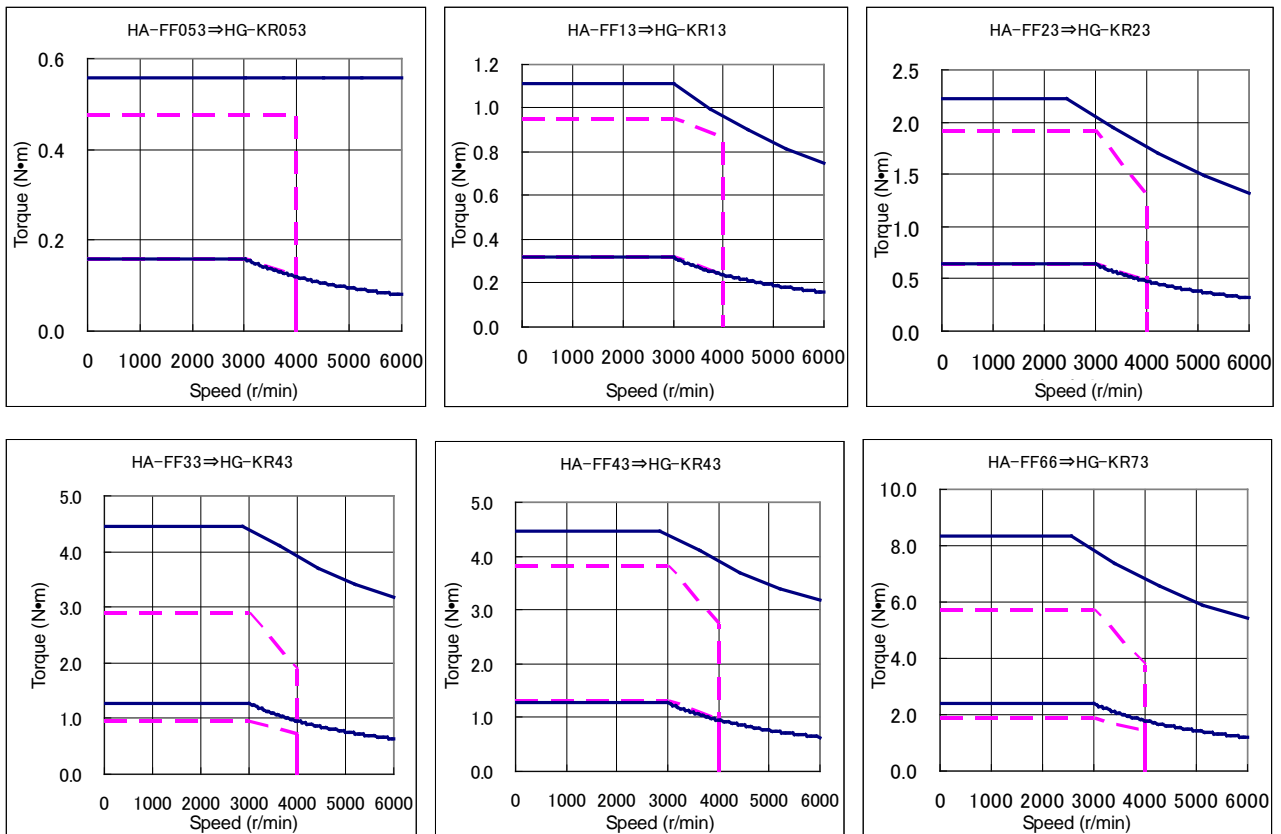 HA-FF053⇒HG-KR053
Torque (N•m)
0.6
0.4
0.2
0.0
0 1000 2000 3000 4000 5000 6000
Speed (r/min)
HA-FF13⇒HG-KR13
Torque (N•m)
1.2
1.0
0.8
0.6
0.4
0.2
0.0
0 1000 2000 3000 4000 5000 6000
Speed (r/min)
HA-FF23⇒HG-KR23
Torque (N•m)
2.5
2.0
1.5
1.0
0.5
0.0
0 1000 2000 3000 4000 5000 6000
Speed (r/min)
HA-FF33⇒HG-KR43
Torque (N•m)
5.0
4.0
3.0
2.0
1.0
0.0
0 1000 2000 3000 4000 5000 6000
Speed (r/min)
HA-FF43⇒HG-KR43
Torque (N•m)
5.0
4.0
3.0
2.0
1.0
0.0
0 1000 2000 3000 4000 5000 6000
Speed (r/min)
HA-FF66⇒HG-KR73
Torque (N•m)
10.0
8.0
6.0
4.0
2.0
0.0
0 1000 2000 3000 4000 5000 6000
Speed (r/min)